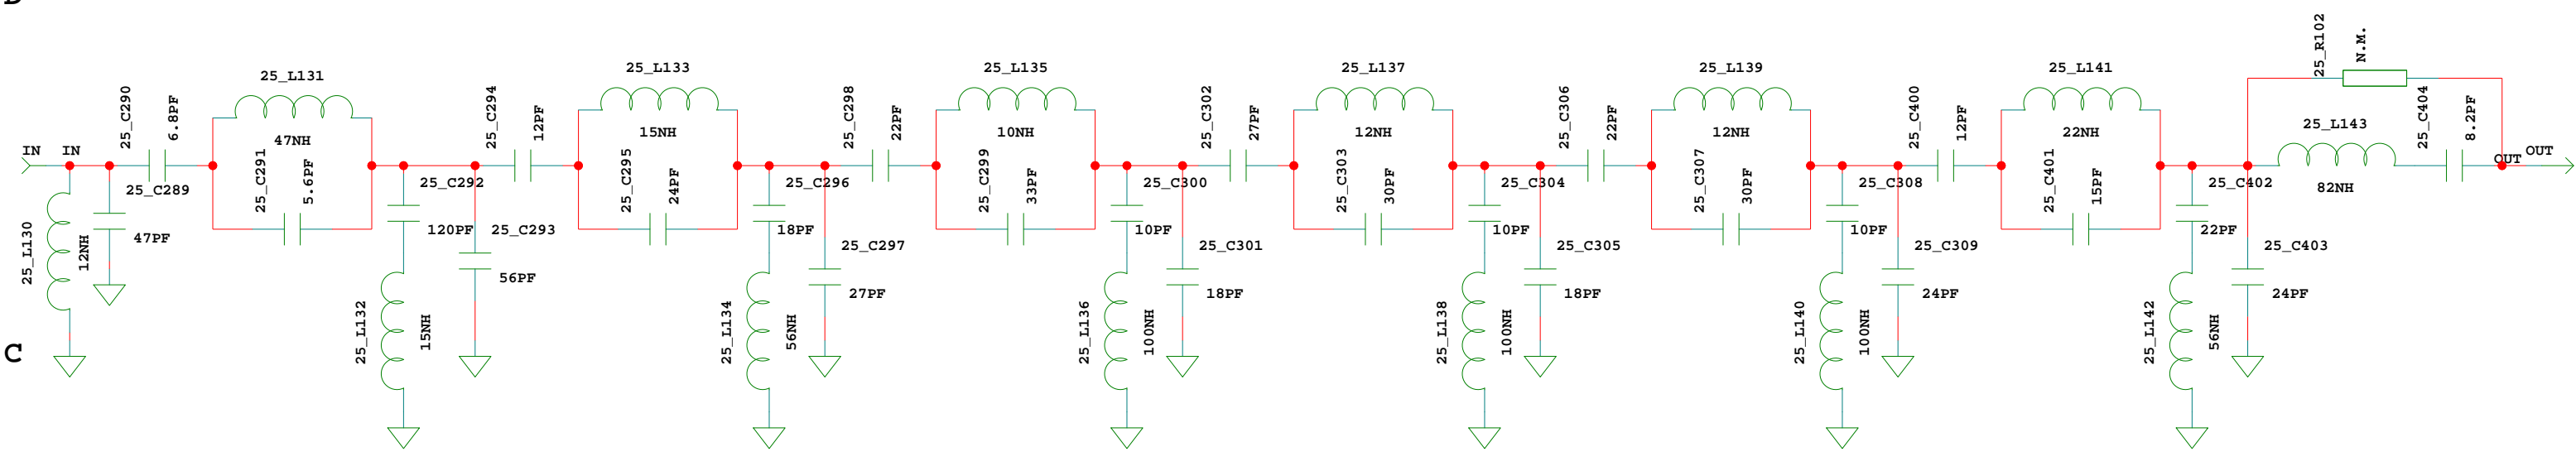 D
25_R102
N.M.
25_L131
25_L133
25_L135
25_L137
25_L139
25_L141
25_C290
6.8PF
25_C294
12PF
25_C298
22PF
25_C302
27PF
25_C306
22PF
25_C400
12PF
25_L143
25_C404
8.2PF
47NH
15NH
10NH
12NH
12NH
22NH
82NH
IN
IN
OUT
OUT
25_C289
47PF
25_L130
12NH
25_C291
5.6PF
25_C292
120PF
25_C293
56PF
25_L132
15NH
25_C295
24PF
25_C296
18PF
25_C297
27PF
25_L134
56NH
25_C299
33PF
25_C300
10PF
25_C301
18PF
25_L136
100NH
25_C303
30PF
25_C304
10PF
25_C305
18PF
25_L138
100NH
25_C307
30PF
25_C308
10PF
25_C309
24PF
25_L140
100NH
25_C401
15PF
25_C402
22PF
25_C403
24PF
25_L142
56NH
C